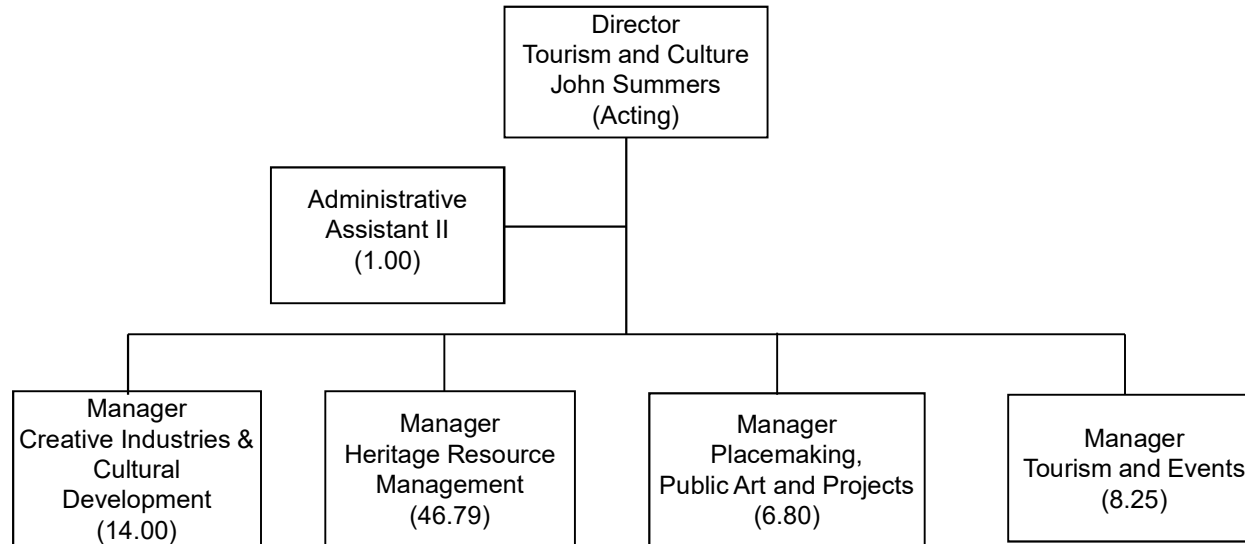 Director
Tourism and Culture
John Summers
(Acting)
Administrative
Assistant II
(1.00)
Manager
Creative Industries &
Cultural
Development
(14.00)
Manager
Heritage Resource
Management
(46.79)
Manager
Placemaking,
Public Art and Projects
(6.80)
Manager
Tourism and Events
(8.25)